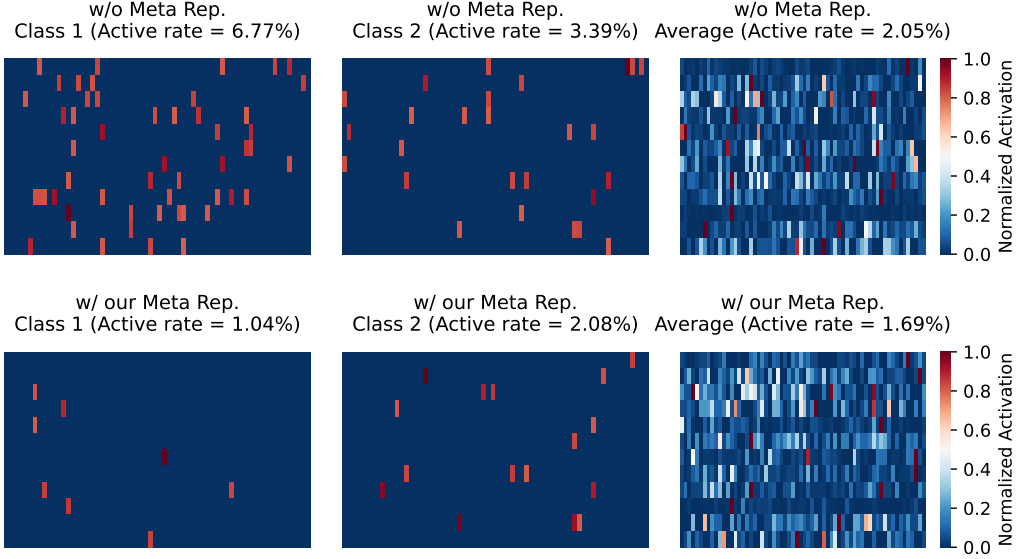 w/o Meta Rep.
Class 1 (Active rate = 6.77%)
w/o Meta Rep.
Class 2 (Active rate = 3.39%)
w/o Meta Rep.
Average (Active rate = 2.05%)
1.0
0.8
0.6
0.4
0.2
0.0
Normalized Activation
w/ our Meta Rep.
Class 1 (Active rate = 1.04%)
w/ our Meta Rep.
Class 2 (Active rate = 2.08%)
w/ our Meta Rep.
Average (Active rate = 1.69%)
1.0
0.8
0.6
0.4
0.2
0.0
Normalized Activation